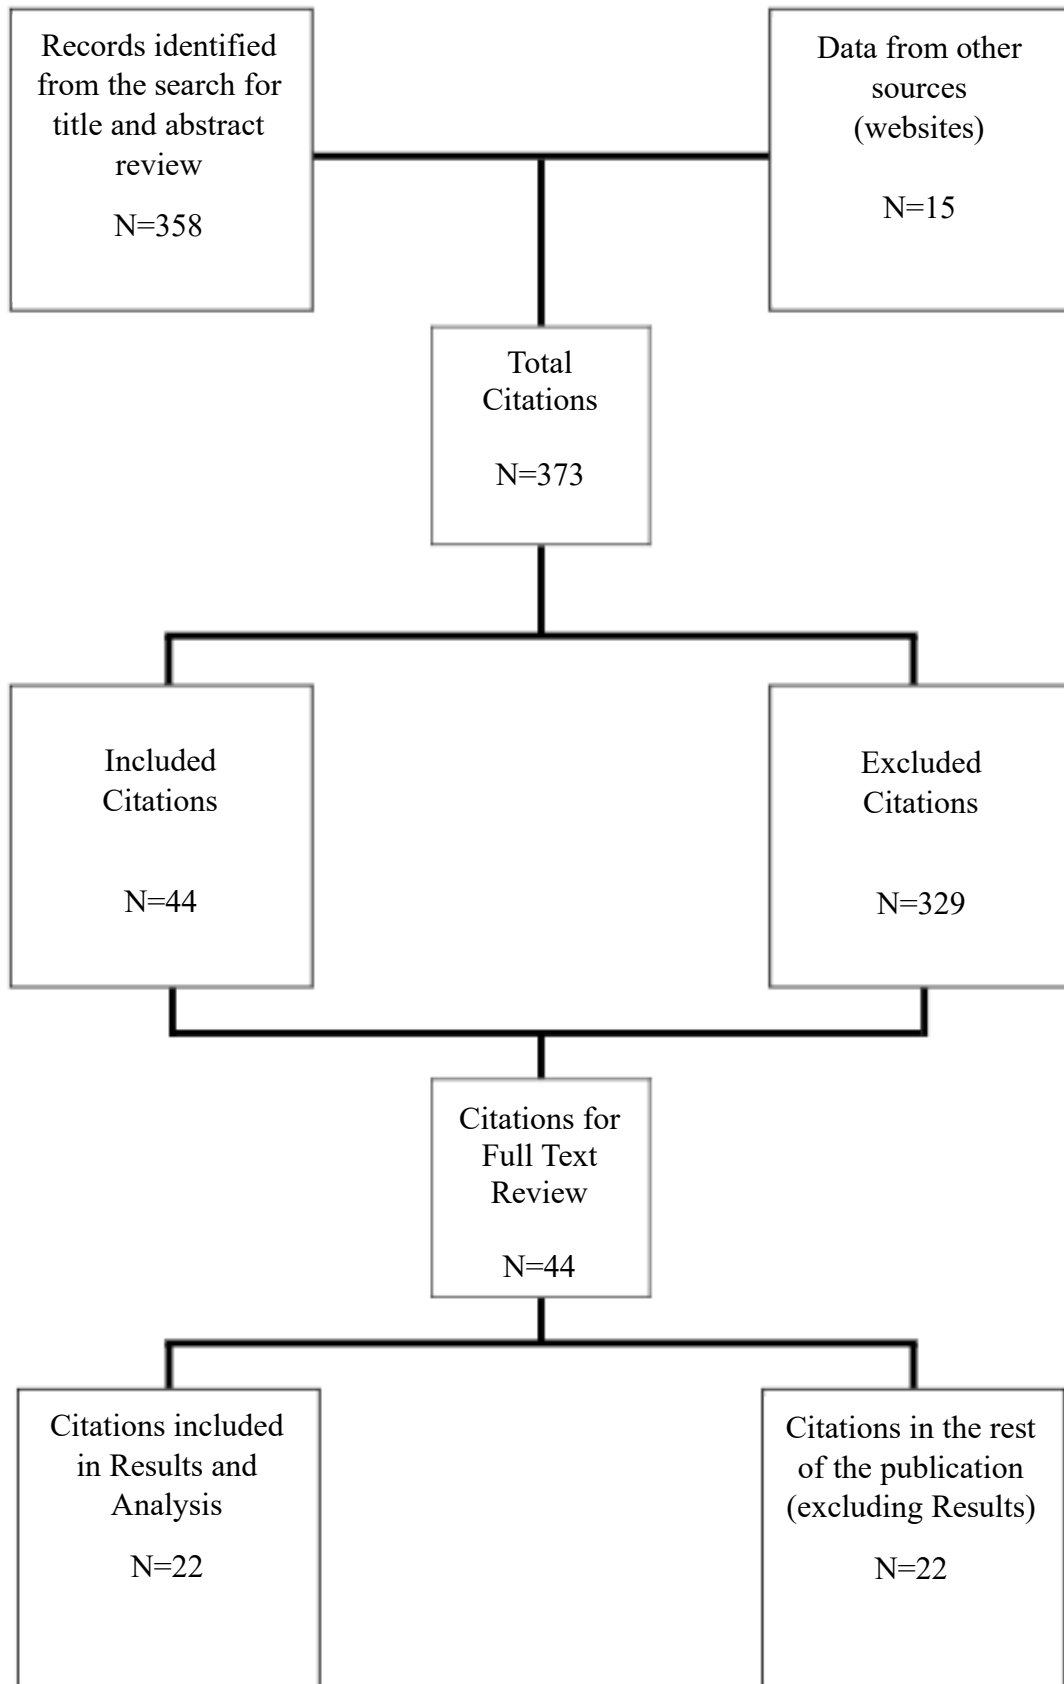 Records identified
from the search for
title and abstract
review
N=358
Data from other
sources
(websites)
N=15
Total
Citations
N=373
Included
Citations
N=44
Excluded
Citations
N=329
Citations for
Full Text
Review
N=44
Citations included
in Results and
Analysis
N=22
Citations in the rest
of the publication
(excluding Results)
N=22